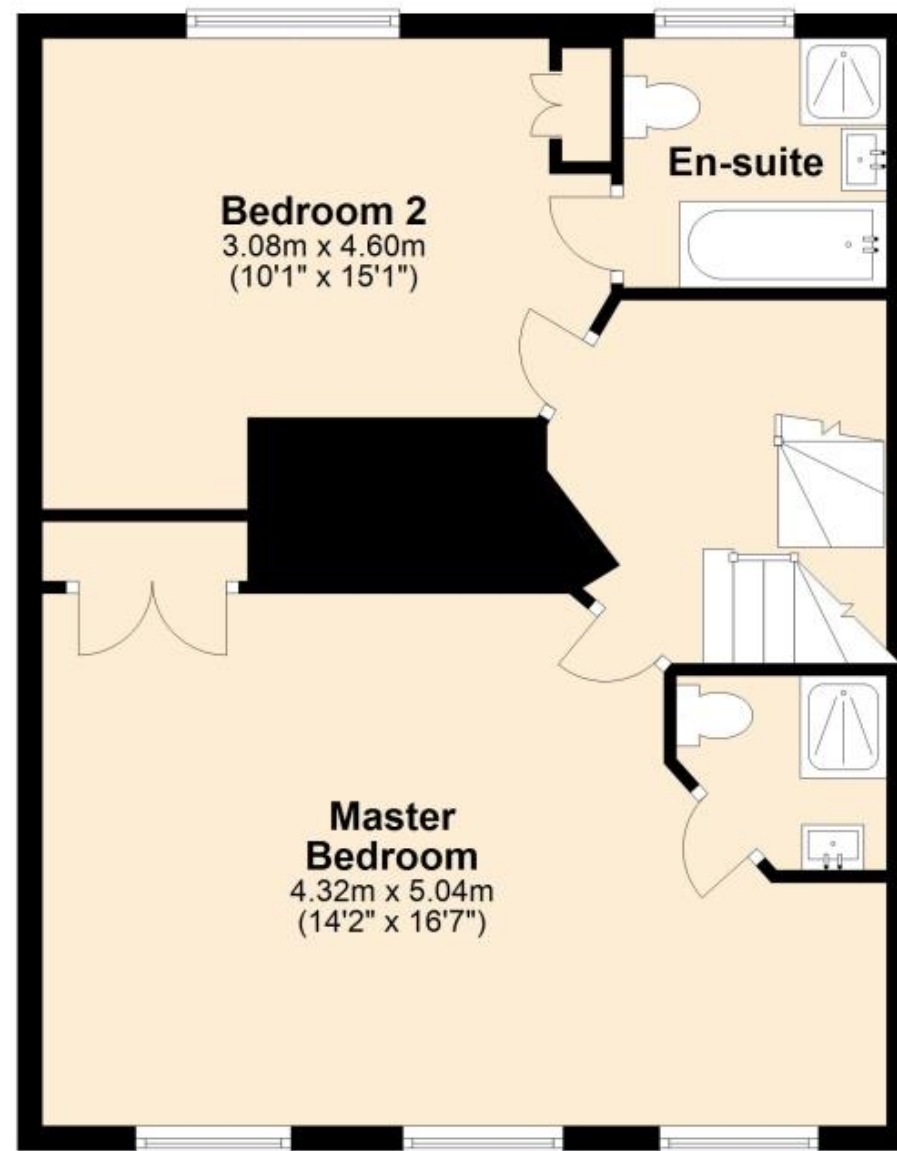 Bedroom 2
3.08m x 4.60m
(10'1" x 15'1")
En-suite
Master
Bedroom
4.32m x 5.04m
(14'2" x 16'7")